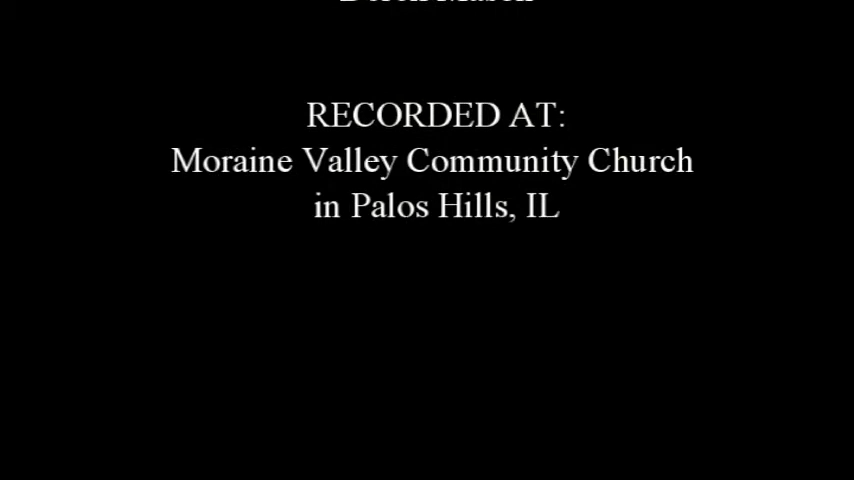 RECORDED AT:
Moraine Valley Community Church
in Palos Hills, IL